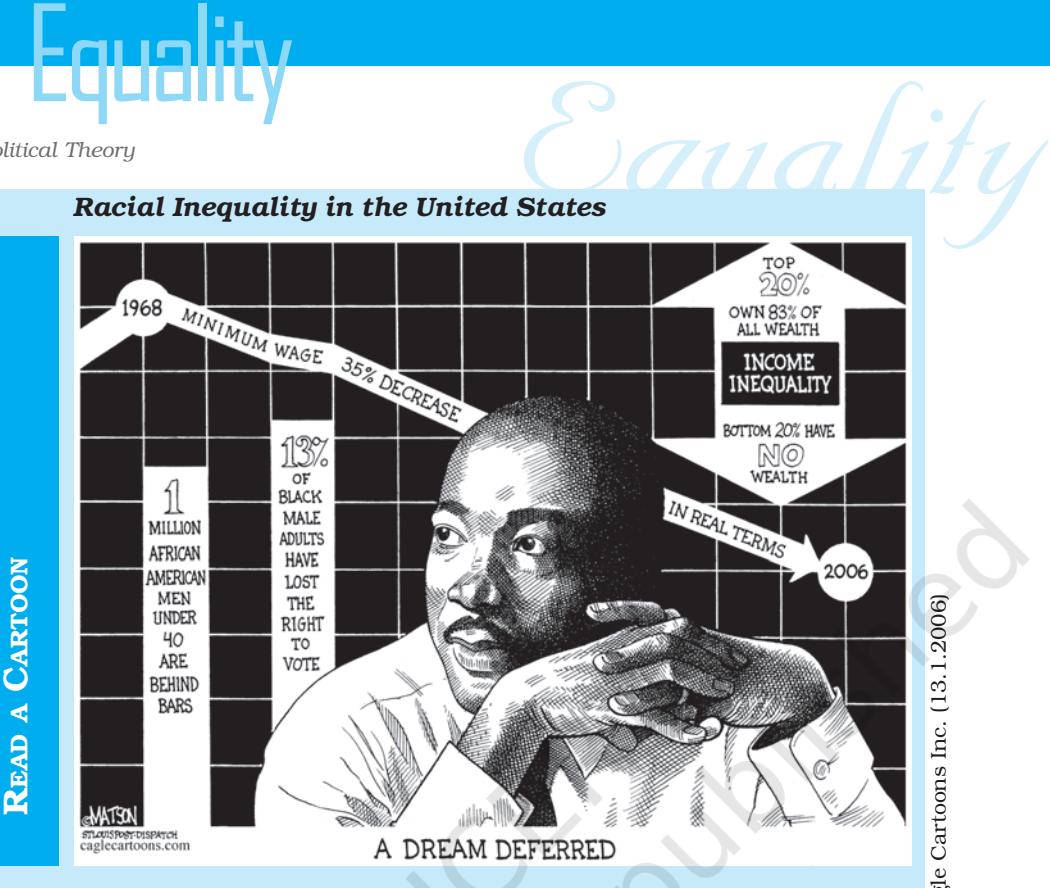 Equality
Equality
olitical Theory
Racial Inequality in the United States
READ A CARTOON
1968
MINIMUM WAGE 35% DECREASE
IN REAL TERMS
2006
TOP
20%
OWN 83% OF
ALL WEALTH
INCOME
INEQUALITY
BOTTOM 20% HAVE
NO
WEALTH
1
MILLION
AFRICAN
AMERICAN
MEN
UNDER
40
ARE
BEHIND
BARS
13%
OF
BLACK
MALE
ADULTS
HAVE
LOST
THE
RIGHT
TO
VOTE
©MATSON
ST.LOUIS POST-DISPATCH
caglecartoons.com
A DREAM DEFERRED
gle Cartoons Inc. (13.1.2006)